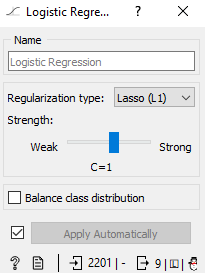 Logistic Regre...
Name
Logistic Regression
Regularization type: Lasso (L1)
Strength:
Weak Strong
C=1
Balance class distribution
Apply Automatically
? 2201 | - 9